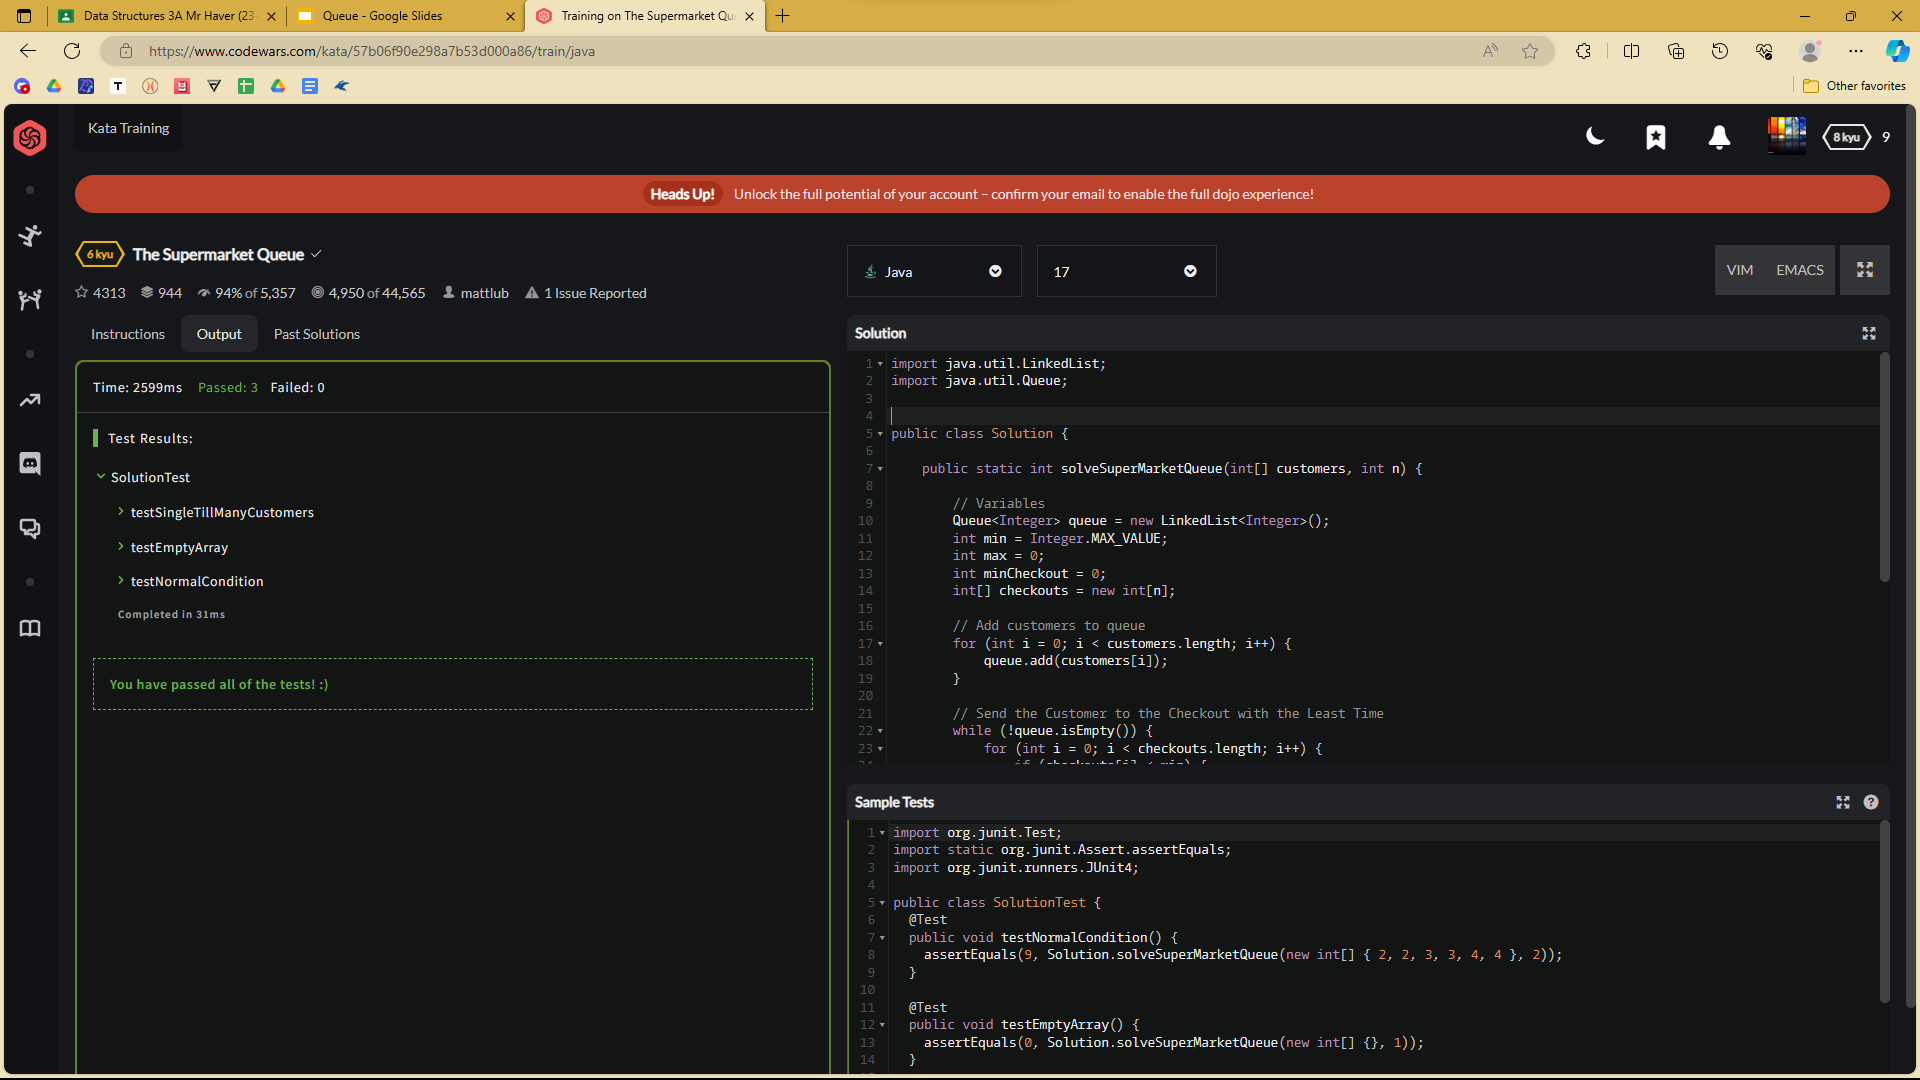 Data Structures 3A Mr Haver (23-
Queue - Google Slides
Training on The Supermarket Qu
https://www.codewars.com/kata/57b06f90e298a7b53d000a86/train/java
Other favorites
Kata Training
8 kyu
9
Heads Up! Unlock the full potential of your account – confirm your email to enable the full dojo experience!
6 kyu The Supermarket Queue
4313 944 94% of 5,357 4,950 of 44,565 mattlub 1 Issue Reported
Java
17
VIM EMACS
Instructions Output Past Solutions
Time: 2599ms Passed: 3 Failed: 0
Test Results:
SolutionTest
testSingleTillManyCustomers
testEmptyArray
testNormalCondition
Completed in 31ms
You have passed all of the tests! :)
Solution
1 import java.util.LinkedList;
2 import java.util.Queue;
3
4
5 public class Solution {
6
7 public static int solveSuperMarketQueue(int[] customers, int n) {
8
9 // Variables
10 Queue<Integer> queue = new LinkedList<Integer>();
11 int min = Integer.MAX_VALUE;
12 int max = 0;
13 int minCheckout = 0;
14 int[] checkouts = new int[n];
15
16 // Add customers to queue
17 for (int i = 0; i < customers.length; i++) {
18 queue.add(customers[i]);
19 }
20
21 // Send the Customer to the Checkout with the Least Time
22 while (!queue.isEmpty()) {
23 for (int i = 0; i < checkouts.length; i++) {
Sample Tests
1 import org.junit.Test;
2 import static org.junit.Assert.assertEquals;
3 import org.junit.runners.JUnit4;
4
5 public class SolutionTest {
6 @Test
7 public void testNormalCondition() {
8 assertEquals(9, Solution.solveSuperMarketQueue(new int[] { 2, 2, 3, 3, 4, 4 }, 2));
9 }
10
11 @Test
12 public void testEmptyArray() {
13 assertEquals(0, Solution.solveSuperMarketQueue(new int[] {}, 1));
14 }